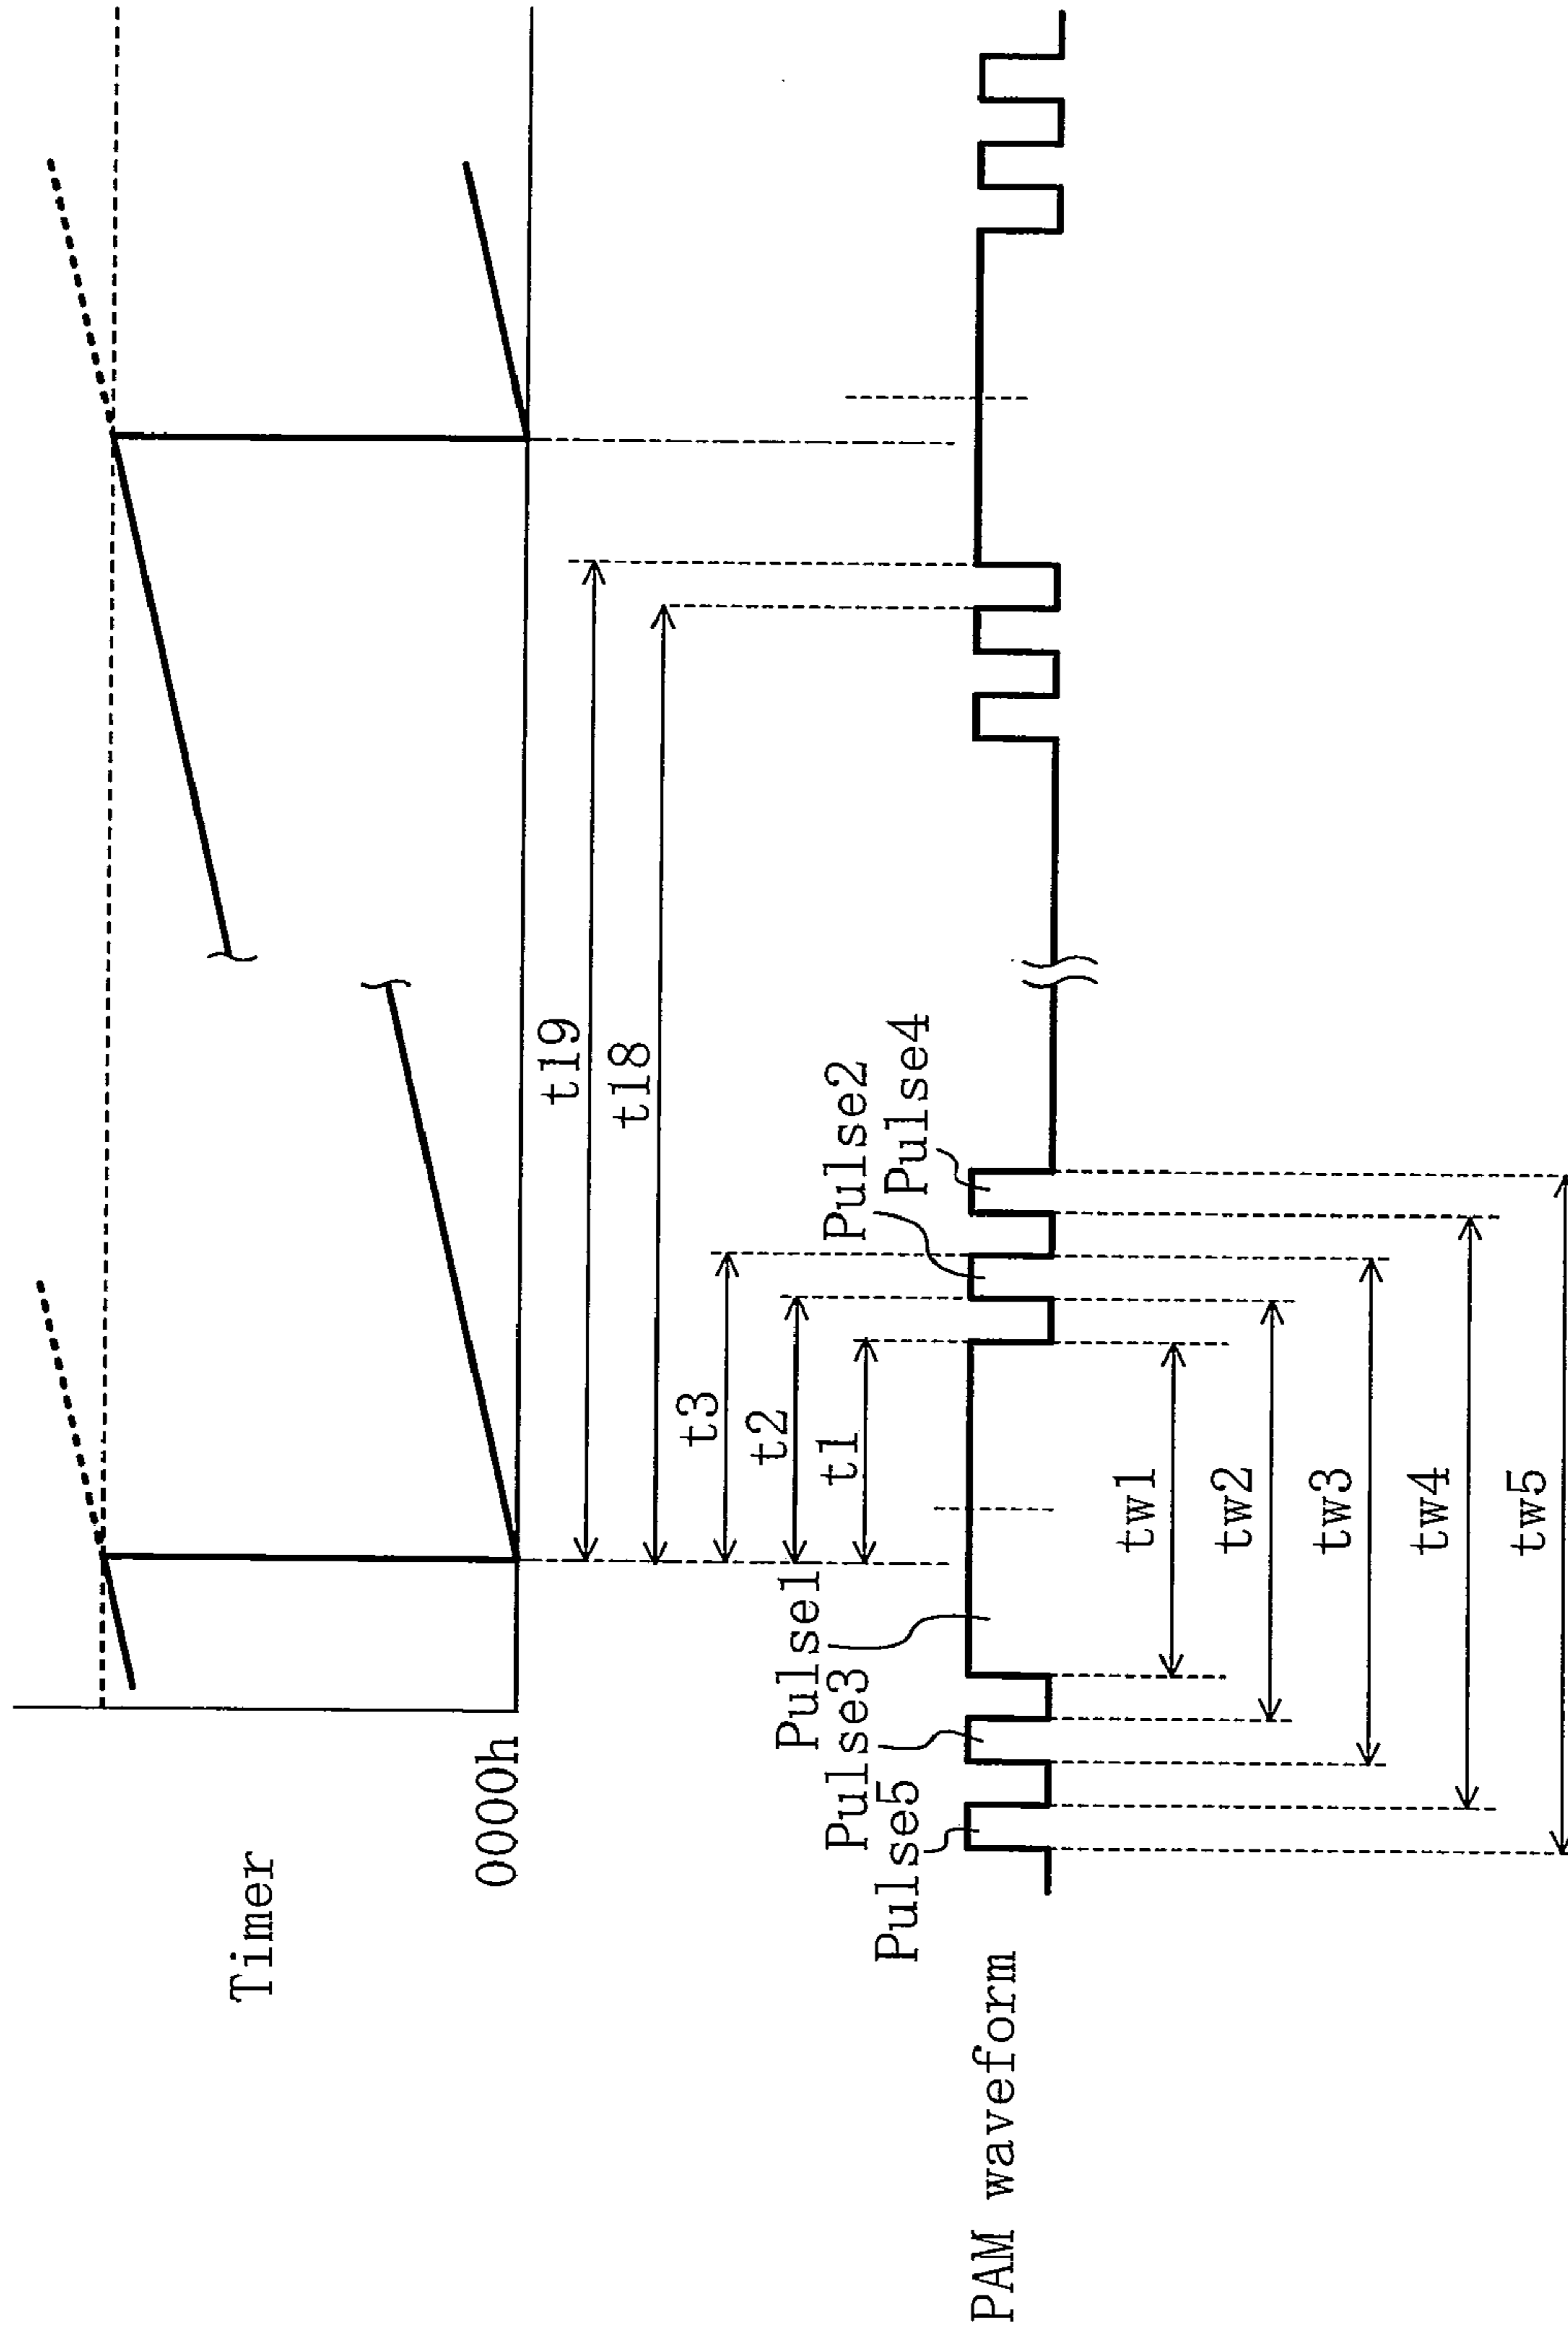 Timer
0000h
t19
t18
t3
t2
t1
Pulse1
Pulse3
Pulse5
Pulse2
Pulse4
PAM waveform
tw1
tw2
tw3
tw4
tw5